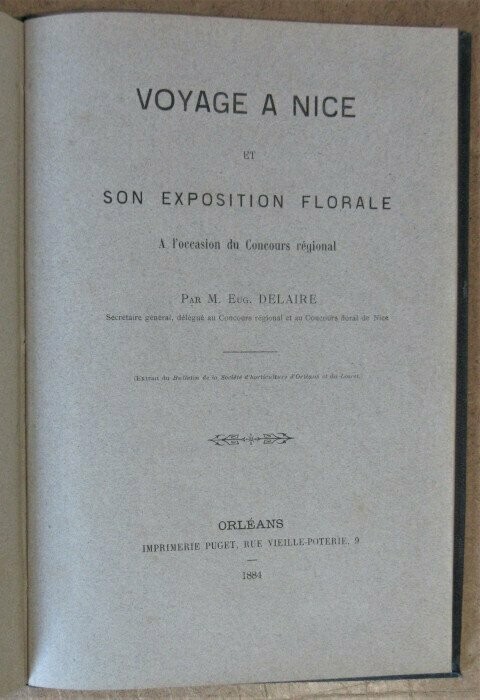 VOYAGE A NICE
ET
SON EXPOSITION FLORALE
A l'occasion du Concours régional
PAR M. EUG. DELAIRE
Secrétaire général, délégué au Concours régional et au Concours floral de Nice
(Extrait du Bulletin de la Société d'horticulture d'Orléans et du Loiret.)
ORLÉANS
IMPRIMERIE PUGET, RUE VIEILLE-POTERIE, 9
1884